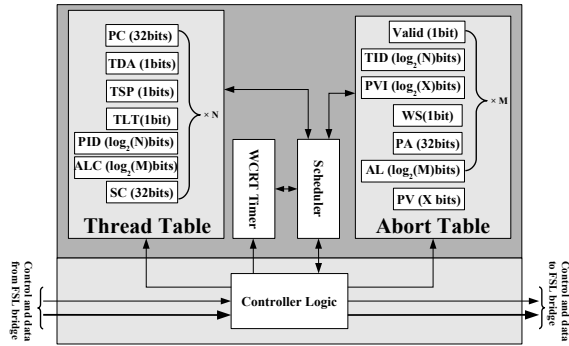 PC (32bits)
TDA (1bits)
TSP (1bits)
TLT(1bit)
PID (log2(N)bits)
ALC (log2(M)bits)
SC (32bits)
× N
Thread Table
WCRT Timer
Scheduler
Valid (1bit)
TID (log2(N)bits)
PVI (log2(X)bits)
WS(1bit)
PA (32bits)
AL (log2(M)bits)
PV (X bits)
× M
Abort Table
Control and data
from FSL bridge
Controller Logic
Control and data
to FSL bridge